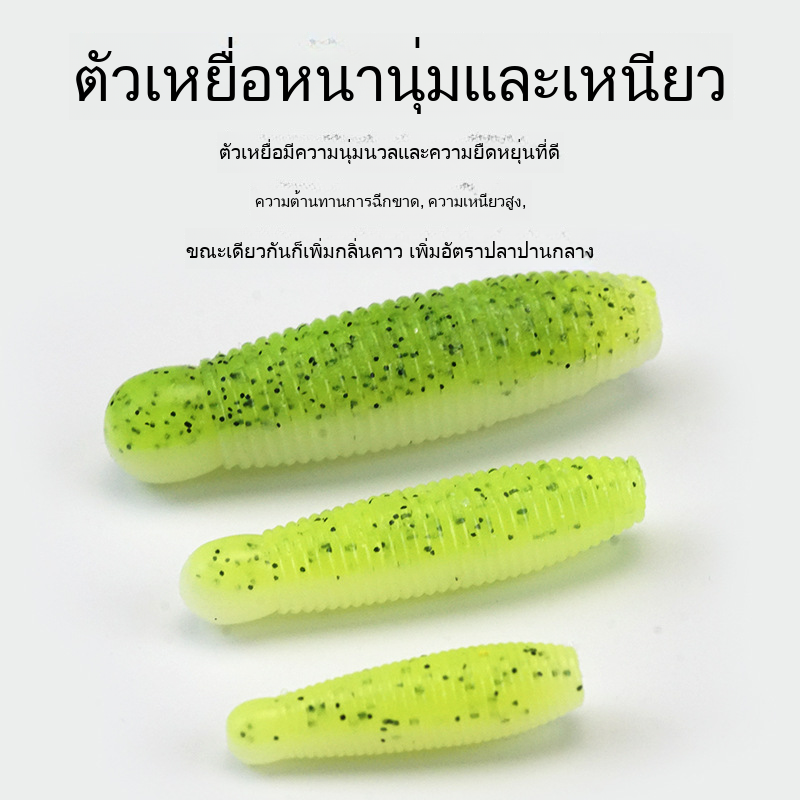 ตัวเหยื่อหนานุ่มและเหนียว
ตัวเหยื่อมีความนุ่มนวลและความยืดหยุ่นที่ดี
ความต้านทานการฉีกขาด, ความเหนียวสูง,
ขณะเดียวกันก็เพิ่มกลิ่นคาว เพิ่มอัตราปลาปานกลาง